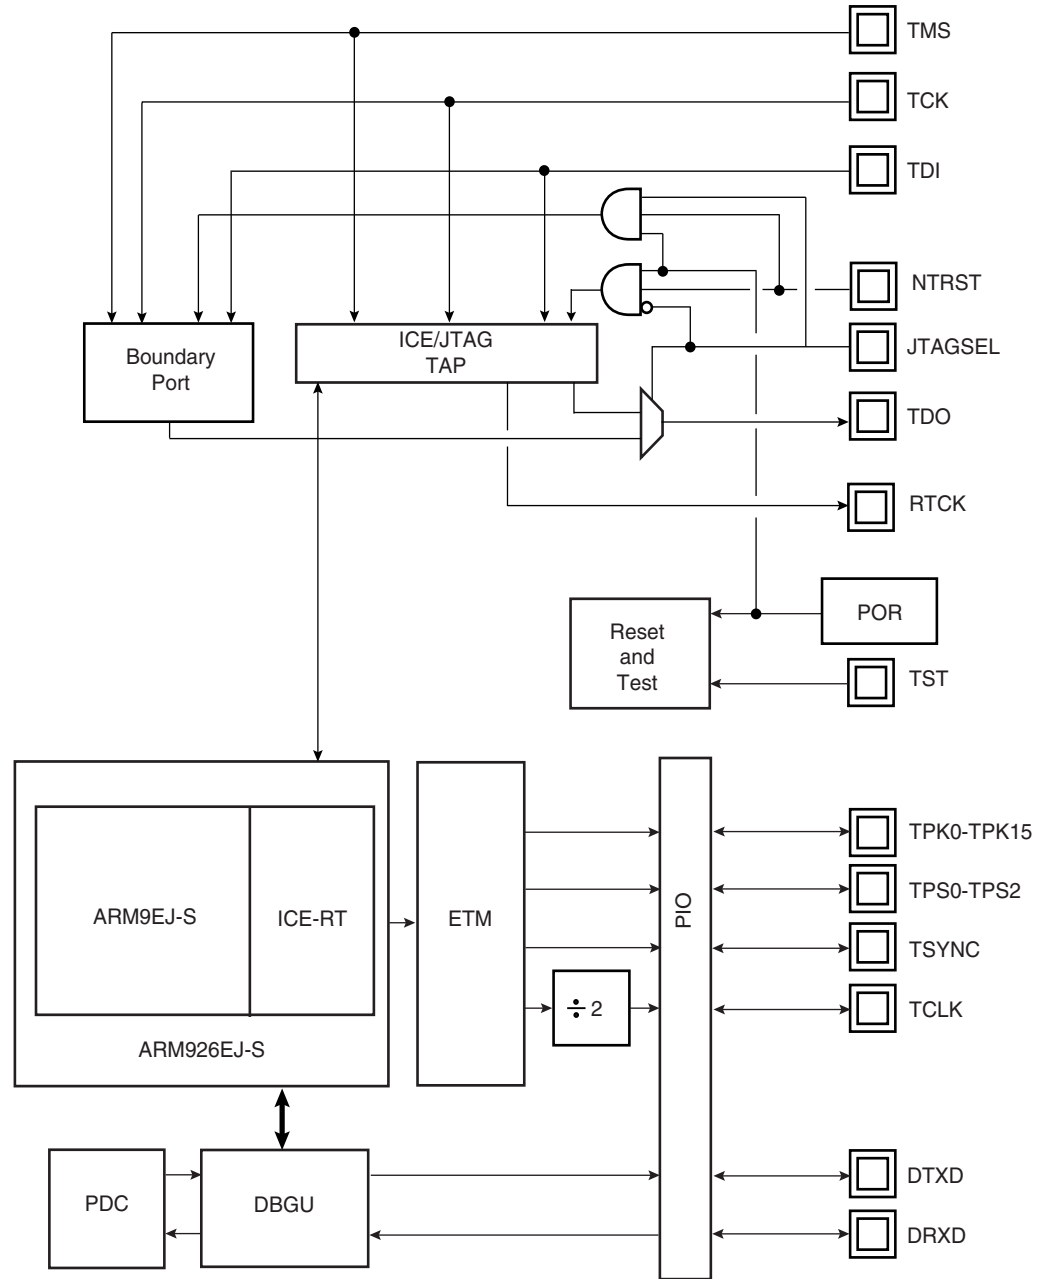 TMS
TCK
TDI
NTRST
JTAGSEL
TDO
RTCK
Boundary
Port
ICE/JTAG
TAP
POR
Reset
and
Test
TST
ARM9EJ-S
ICE-RT
ARM926EJ-S
ETM
÷ 2
PIO
TPK0-TPK15
TPS0-TPS2
TSYNC
TCLK
PDC
DBGU
DTXD
DRXD